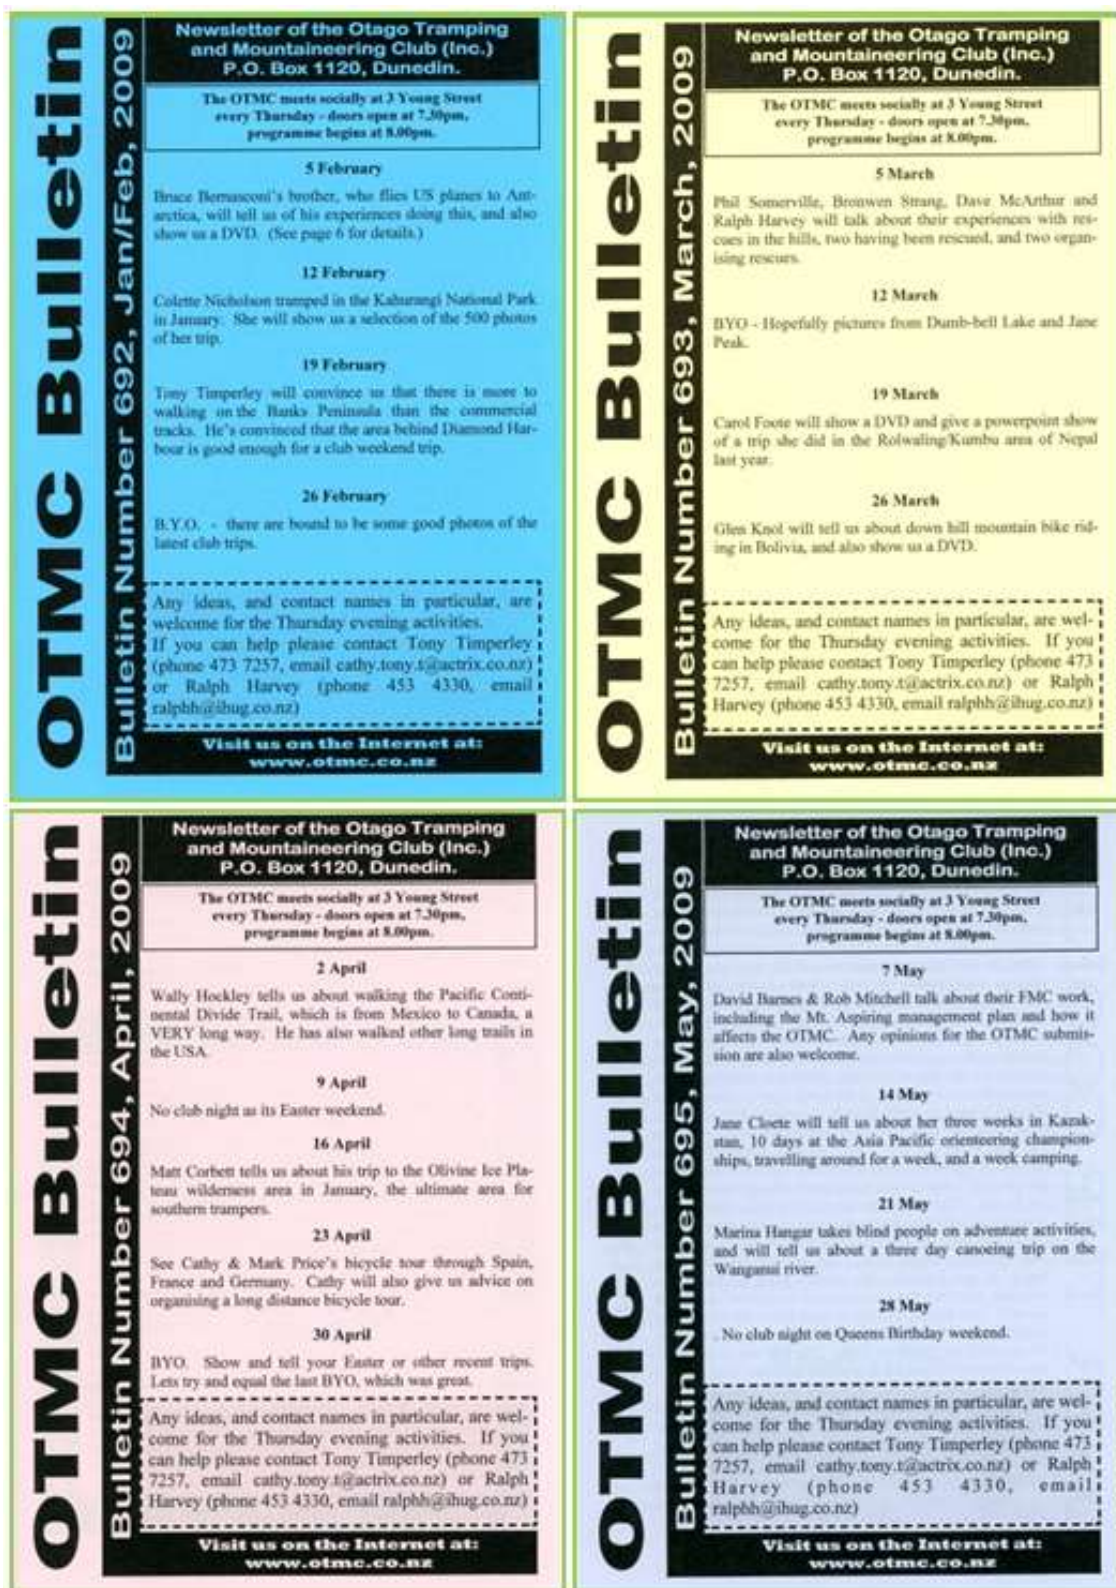 OTMC Bulletin
Bulletin Number 692, Jan/Feb, 2009
Newsletter of the Otago Tramping
and Mountaineering Club (Inc.)
P.O. Box 1120, Dunedin.
The OTMC meets socially at 3 Young Street
every Thursday - doors open at 7.30pm,
programme begins at 8.00pm.
5 February
Bruce Bernasconi's brother, who flies US planes to Ant-
arctica, will tell us of his experiences doing this, and also
show us a DVD. (See page 6 for details.)
12 February
Colette Nicholson tramped in the Kahurangi National Park
in January. She will show us a selection of the 500 photos
of her trip.
19 February
Tony Timperley will convince us that there is more to
walking on the Banks Peninsula than the commercial
tracks. He's convinced that the area behind Diamond Har-
bour is good enough for a club weekend trip.
26 February
B.Y.O. - there are bound to be some good photos of the
latest club trips.
Any ideas, and contact names in particular, are
welcome for the Thursday evening activities.
If you can help please contact Tony Timperley
(phone 473 7257, email cathy.tony.t@actrix.co.nz)
or Ralph Harvey (phone 453 4330, email
ralphh@ihug.co.nz)
Visit us on the Internet at:
www.otmc.co.nz
OTMC Bulletin
Bulletin Number 693, March, 2009
Newsletter of the Otago Tramping
and Mountaineering Club (Inc.)
P.O. Box 1120, Dunedin.
The OTMC meets socially at 3 Young Street
every Thursday - doors open at 7.30pm,
programme begins at 8.00pm.
5 March
Phil Somerville, Bronwen Strang, Dave McArthur and
Ralph Harvey will talk about their experiences with res-
cues in the hills, two having been rescued, and two organ-
ising rescues.
12 March
BYO - Hopefully pictures from Dumb-bell Lake and Jane
Peak.
19 March
Carol Foote will show a DVD and give a powerpoint show
of a trip she did in the Rolwaling/Kumbu area of Nepal
last year.
26 March
Glen Knol will tell us about down hill mountain bike rid-
ing in Bolivia, and also show us a DVD.
Any ideas, and contact names in particular, are wel-
come for the Thursday evening activities. If you
can help please contact Tony Timperley (phone 473
7257, email cathy.tony.t@actrix.co.nz) or Ralph
Harvey (phone 453 4330, email ralphh@ihug.co.nz)
Visit us on the Internet at:
www.otmc.co.nz
OTMC Bulletin
Bulletin Number 694, April, 2009
Newsletter of the Otago Tramping
and Mountaineering Club (Inc.)
P.O. Box 1120, Dunedin.
The OTMC meets socially at 3 Young Street
every Thursday - doors open at 7.30pm,
programme begins at 8.00pm.
2 April
Wally Hockley tells us about walking the Pacific Conti-
nental Divide Trail, which is from Mexico to Canada, a
VERY long way. He has also walked other long trails in
the USA.
9 April
No club night as its Easter weekend.
16 April
Matt Corbett tells us about his trip to the Olivine Ice Pla-
teau wilderness area in January, the ultimate area for
southern trampers.
23 April
See Cathy & Mark Price's bicycle tour through Spain,
France and Germany. Cathy will also give us advice on
organising a long distance bicycle tour.
30 April
BYO. Show and tell your Easter or other recent trips.
Lets try and equal the last BYO, which was great.
Any ideas, and contact names in particular, are wel-
come for the Thursday evening activities. If you
can help please contact Tony Timperley (phone 473
7257, email cathy.tony.t@actrix.co.nz) or Ralph
Harvey (phone 453 4330, email ralphh@ihug.co.nz)
Visit us on the Internet at:
www.otmc.co.nz
OTMC Bulletin
Bulletin Number 695, May, 2009
Newsletter of the Otago Tramping
and Mountaineering Club (Inc.)
P.O. Box 1120, Dunedin.
The OTMC meets socially at 3 Young Street
every Thursday - doors open at 7.30pm,
programme begins at 8.00pm.
7 May
David Barnes & Rob Mitchell talk about their FMC work,
including the Mt. Aspiring management plan and how it
affects the OTMC. Any opinions for the OTMC submis-
sion are also welcome.
14 May
Jane Cloete will tell us about her three weeks in Kazak-
stan, 10 days at the Asia Pacific orienteering champion-
ships, travelling around for a week, and a week camping.
21 May
Marina Hangar takes blind people on adventure activities,
and will tell us about a three day canoeing trip on the
Wanganui river.
28 May
. No club night on Queens Birthday weekend.
Any ideas, and contact names in particular, are wel-
come for the Thursday evening activities. If you
can help please contact Tony Timperley (phone 473
7257, email cathy.tony.t@actrix.co.nz) or Ralph
Harvey (phone 453 4330, email
ralphh@ihug.co.nz)
Visit us on the Internet at:
www.otmc.co.nz